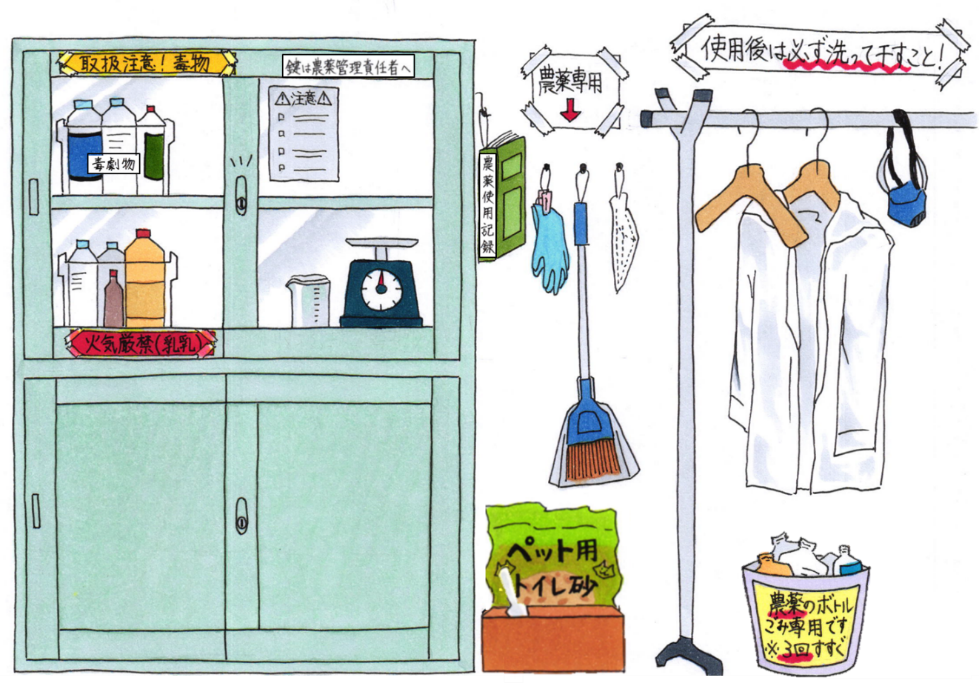 取扱注意!毒物
鍵は農薬管理責任者へ
⚠注意⚠
毒劇物
火気厳禁(乳乳)
農薬使用記録
農薬専用
使用後は必ず洗って干すこと!
ペット用
トイレ砂
農薬のボトル
ごみ専用です
※3回すすぐ